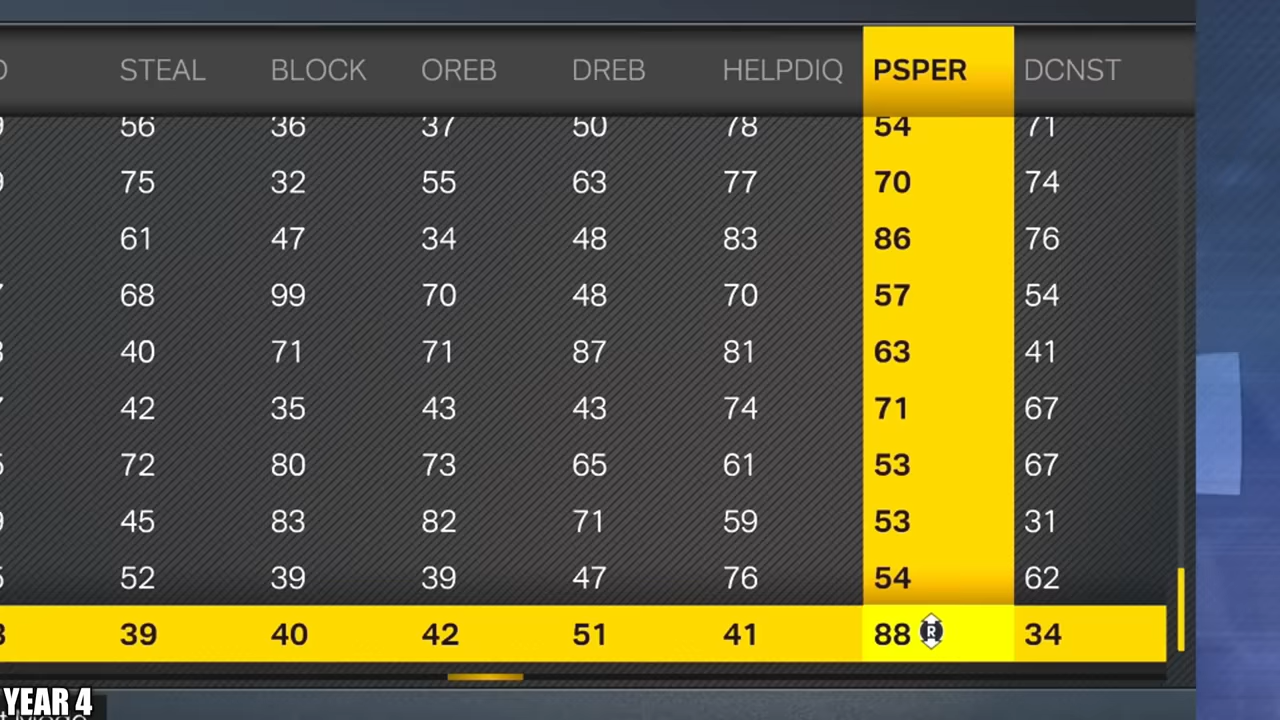 STEAL BLOCK OREB DREB HELPDIQ PSPER DCNST
56 36 37 50 78 54 71
75 32 55 63 77 70 74
61 47 34 48 83 86 76
68 99 70 48 70 57 54
40 71 71 87 81 63 41
42 35 43 43 74 71 67
72 80 73 65 61 53 67
45 83 82 71 59 53 31
52 39 39 47 76 54 62
39 40 42 51 41 88 R 34
YEAR 4